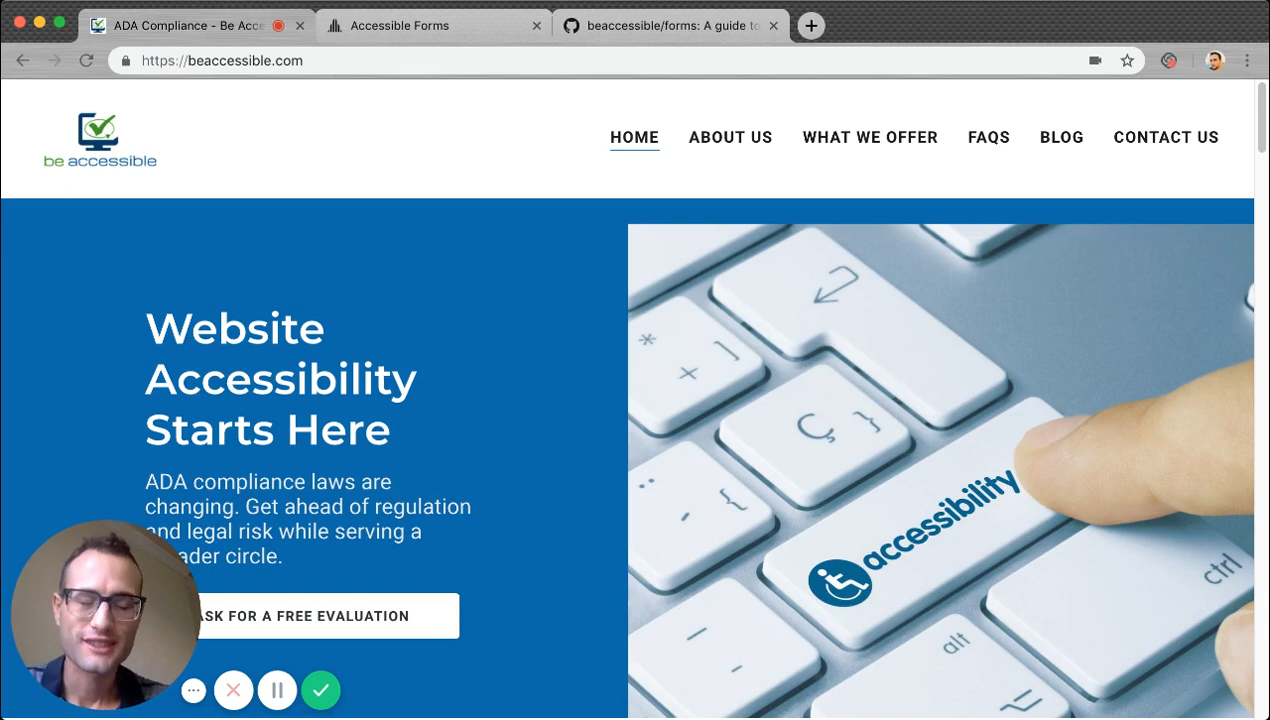 ADA Compliance - Be Acce
Accessible Forms
beaccessible/forms: A guide to
https://beaccessible.com
be accessible
HOME
ABOUT US
WHAT WE OFFER
FAQS
BLOG
CONTACT US
Website
Accessibility
Starts Here
ADA compliance laws are
changing. Get ahead of regulation
and legal risk while serving a
ader circle.
ASK FOR A FREE EVALUATION
* + ]
Ç }
¨ - {
accessibility
ctrl
alt